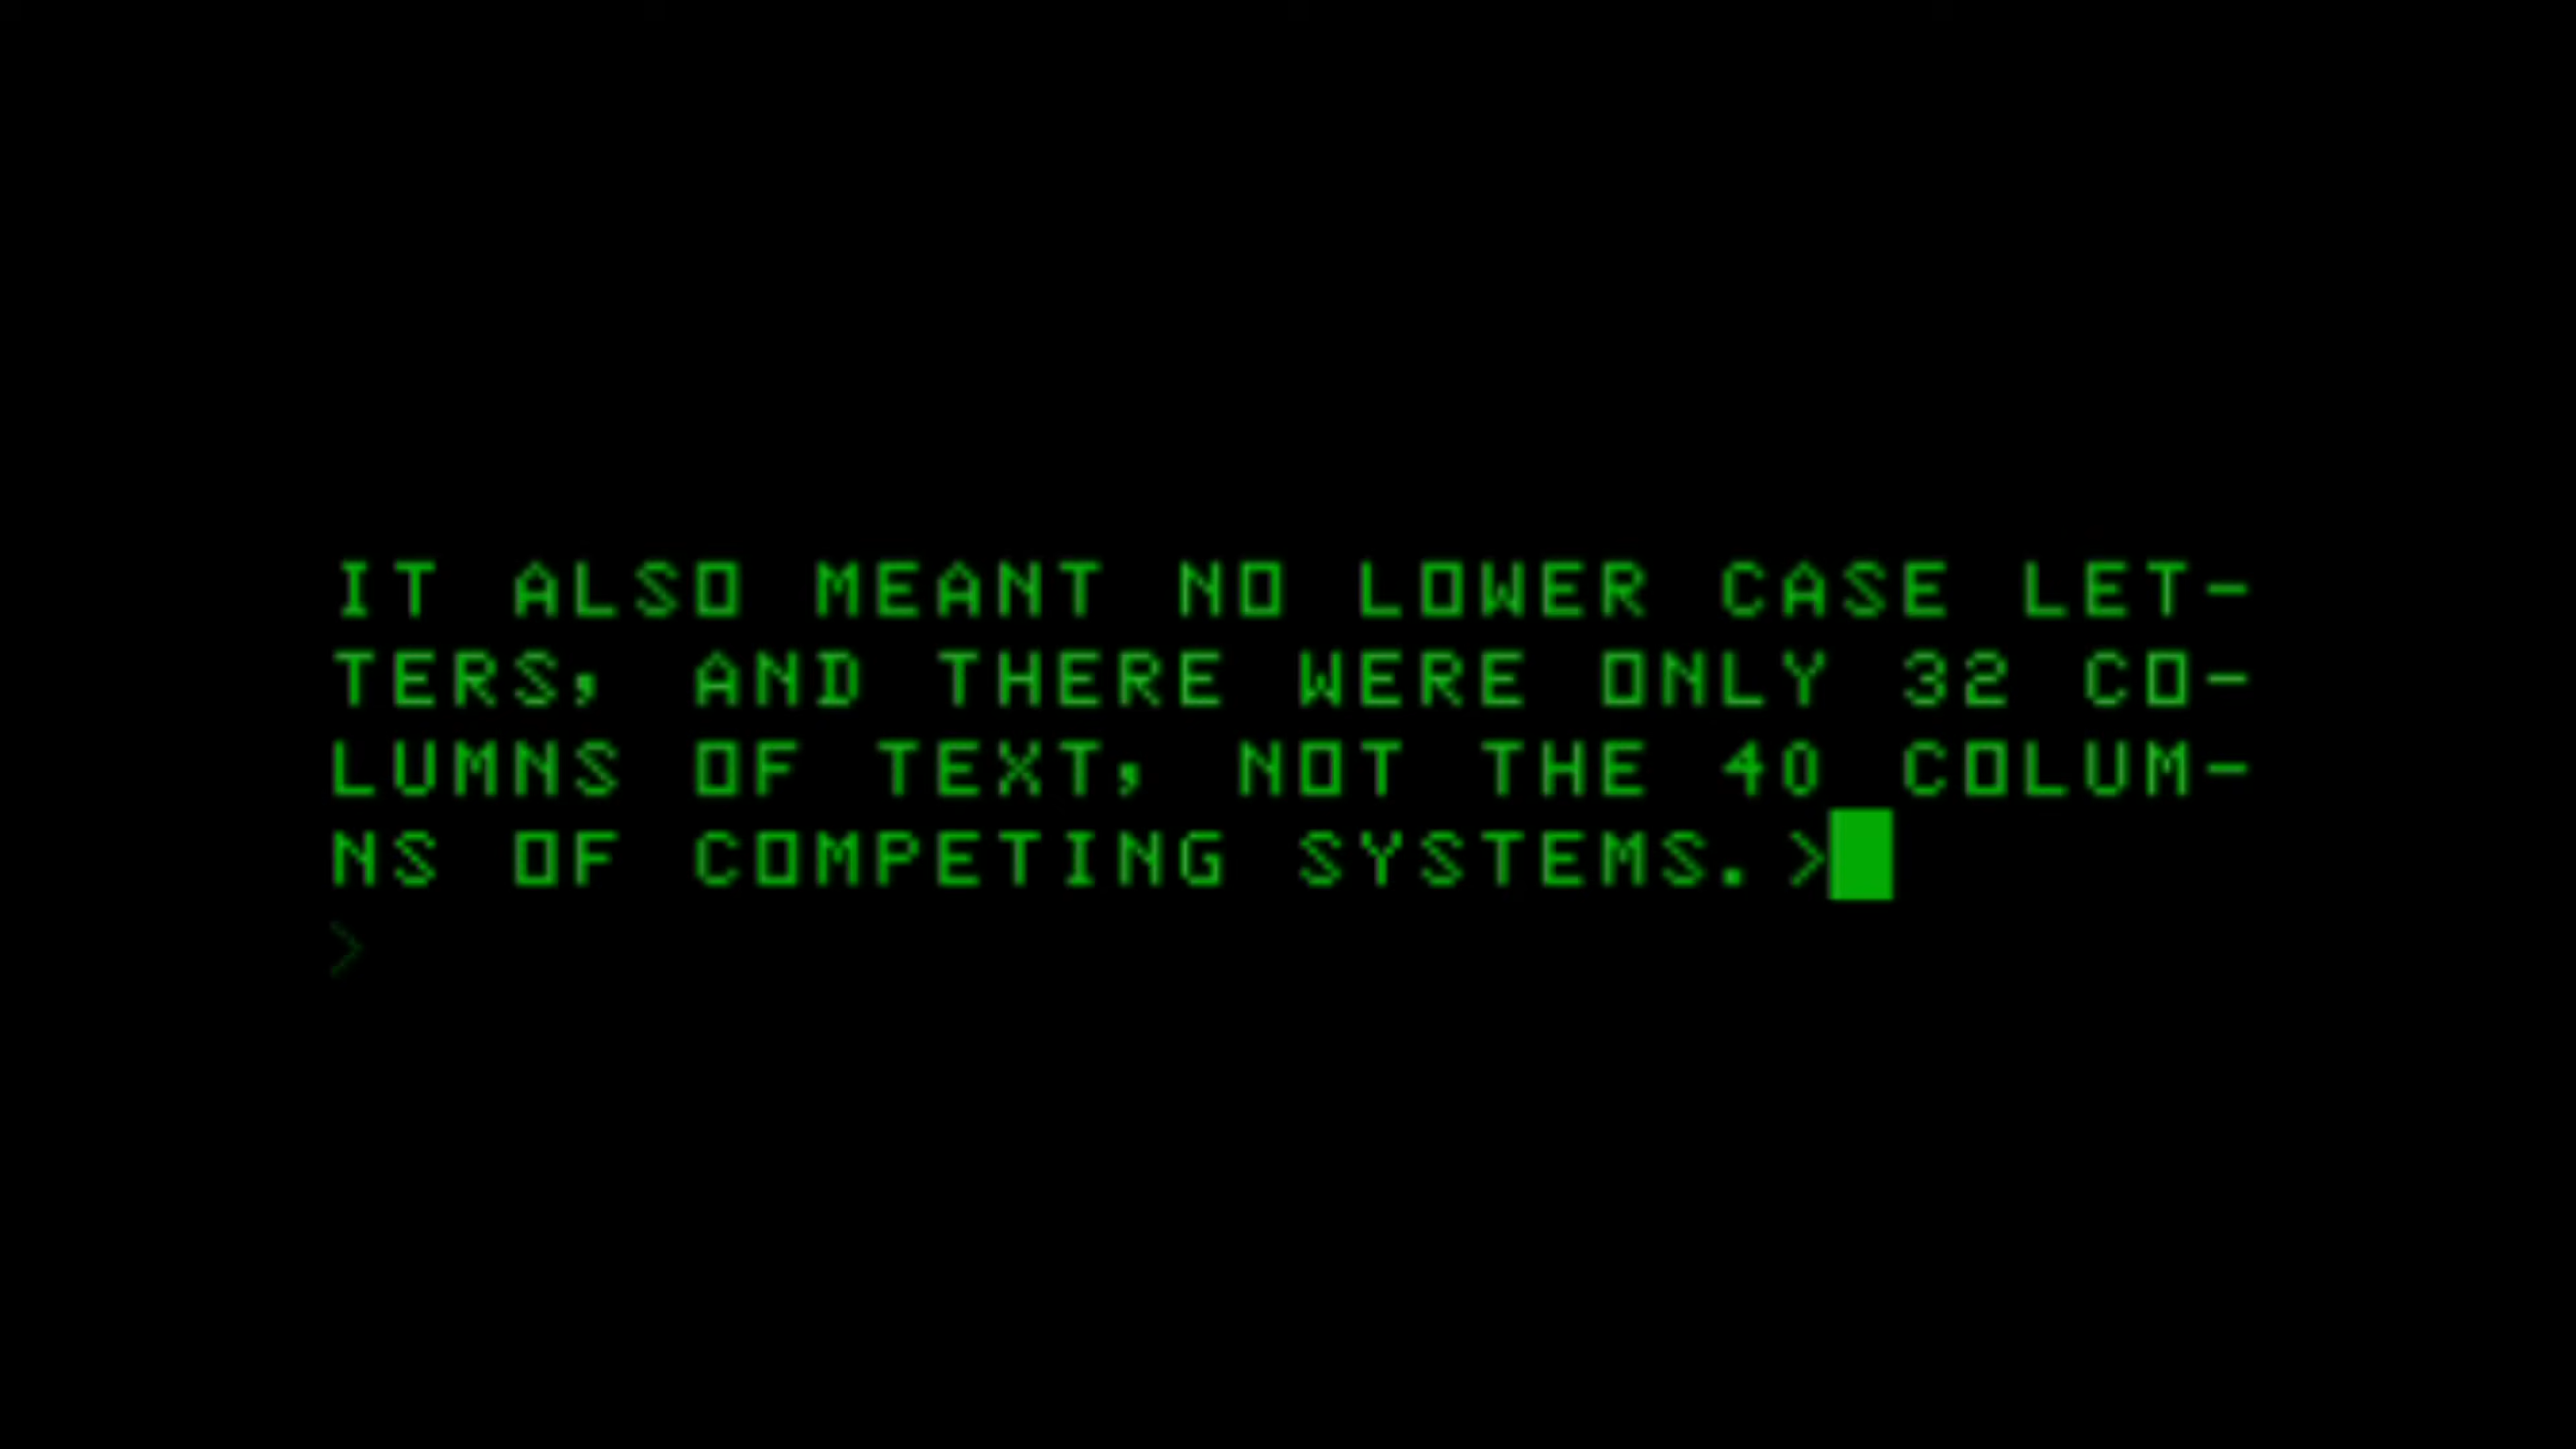 IT ALSO MEANT NO LOWER CASE LET-
TERS, AND THERE WERE ONLY 32 CO-
LUMNS OF TEXT, NOT THE 40 COLUM-
NS OF COMPETING SYSTEMS.>
>